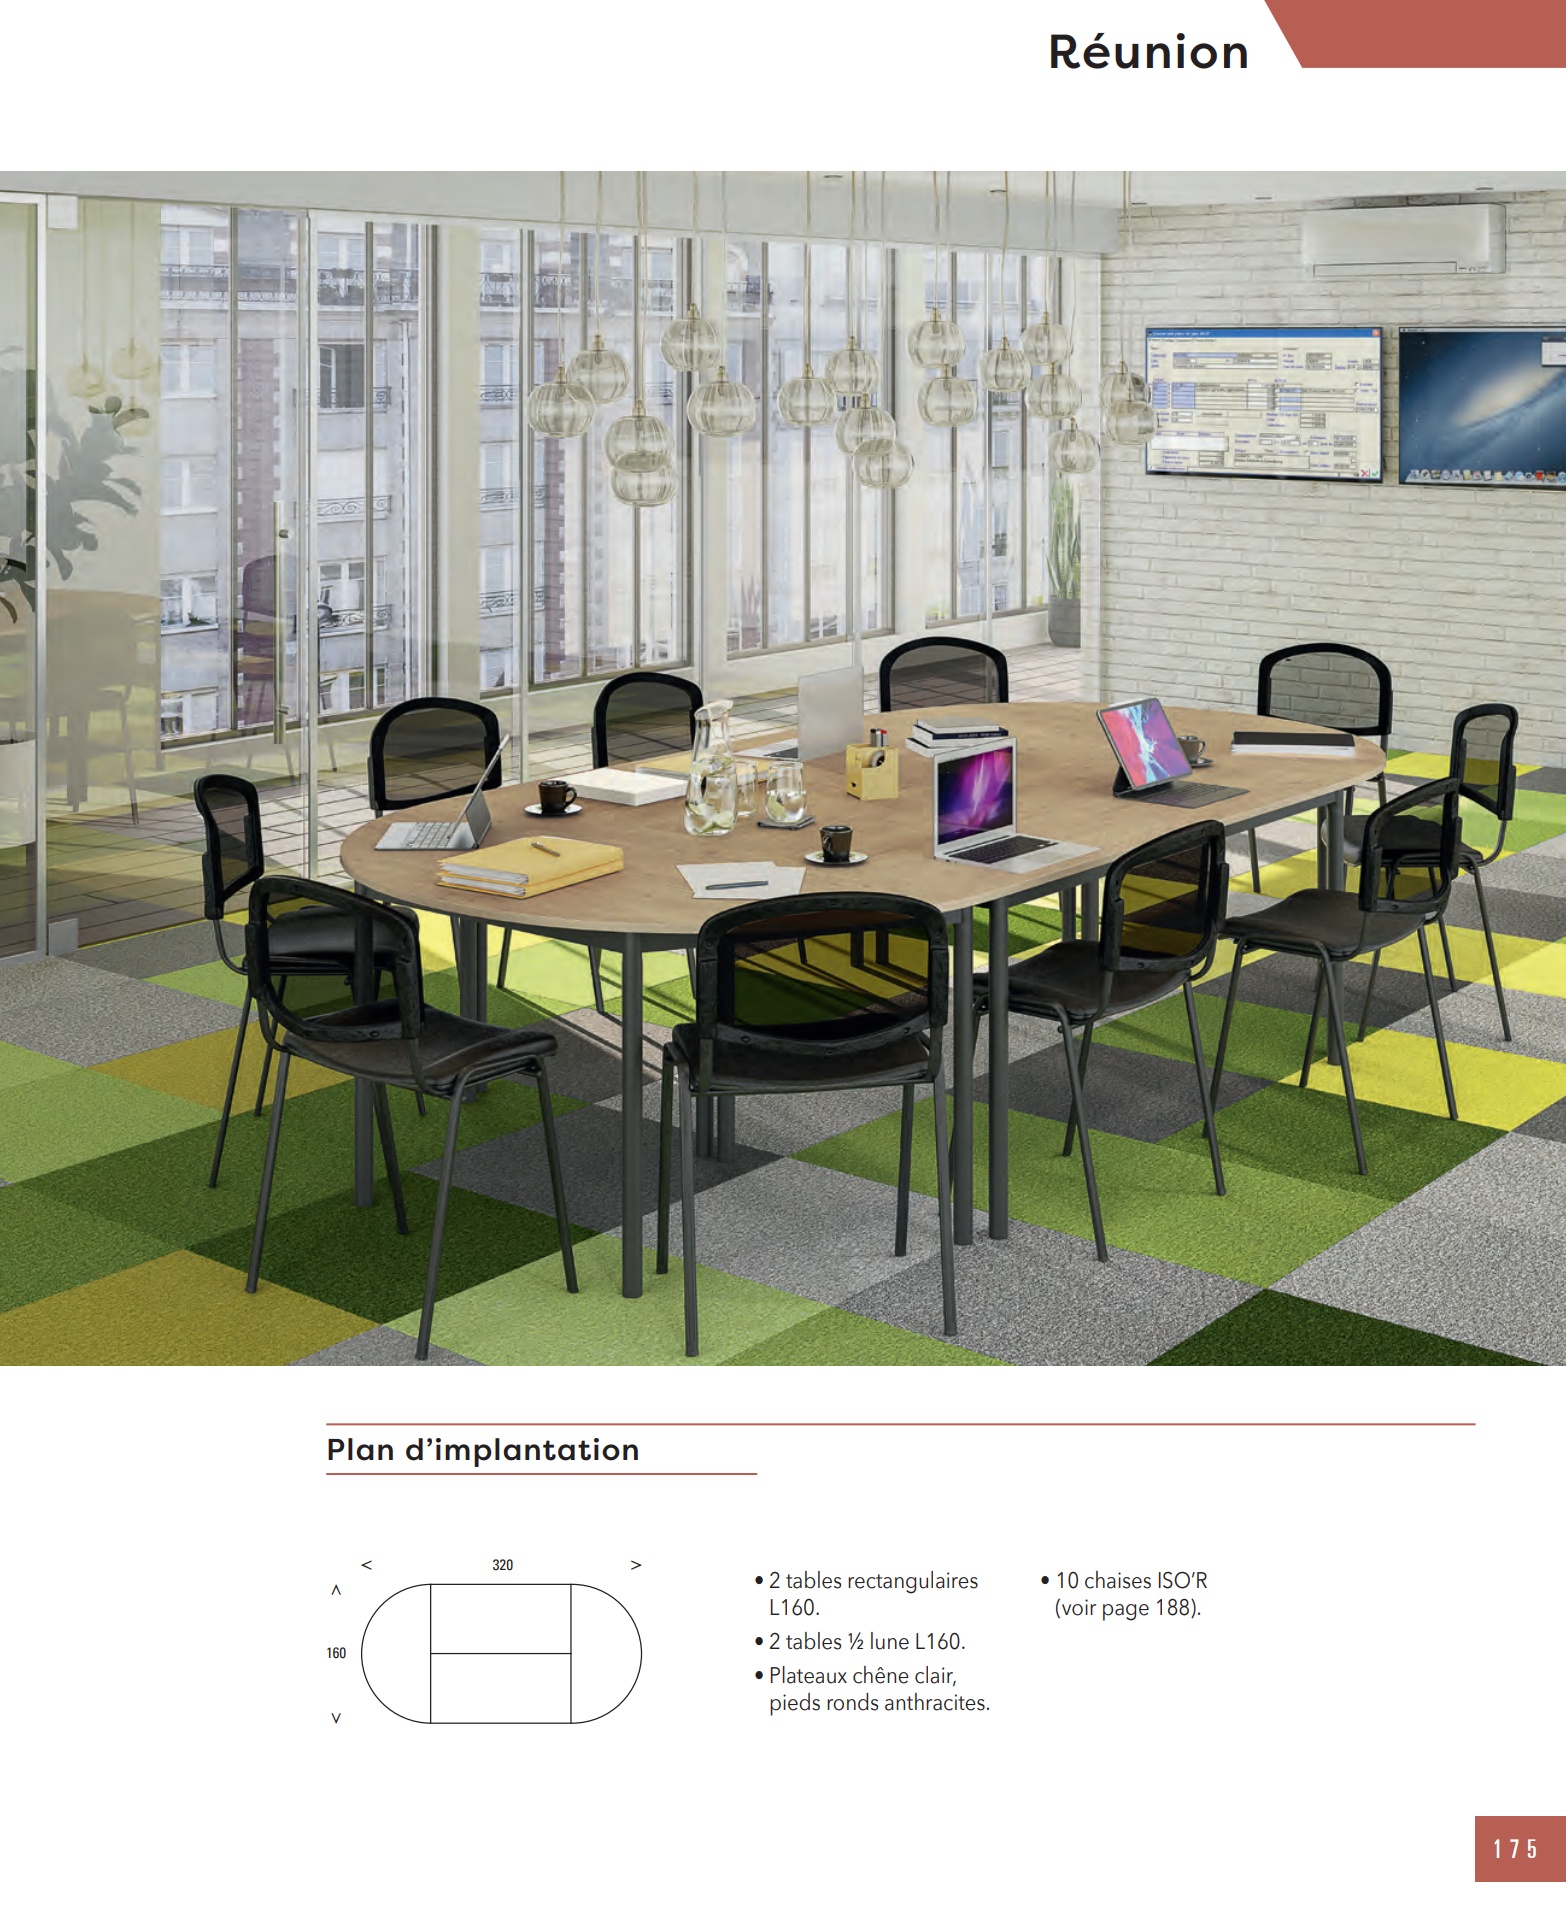 Réunion
Plan d’implantation
< 320 >
160
• 2 tables rectangulaires
L160.
• 2 tables ½ lune L160.
• Plateaux chêne clair,
pieds ronds anthracites.
• 10 chaises ISO’R
(voir page 188).
175